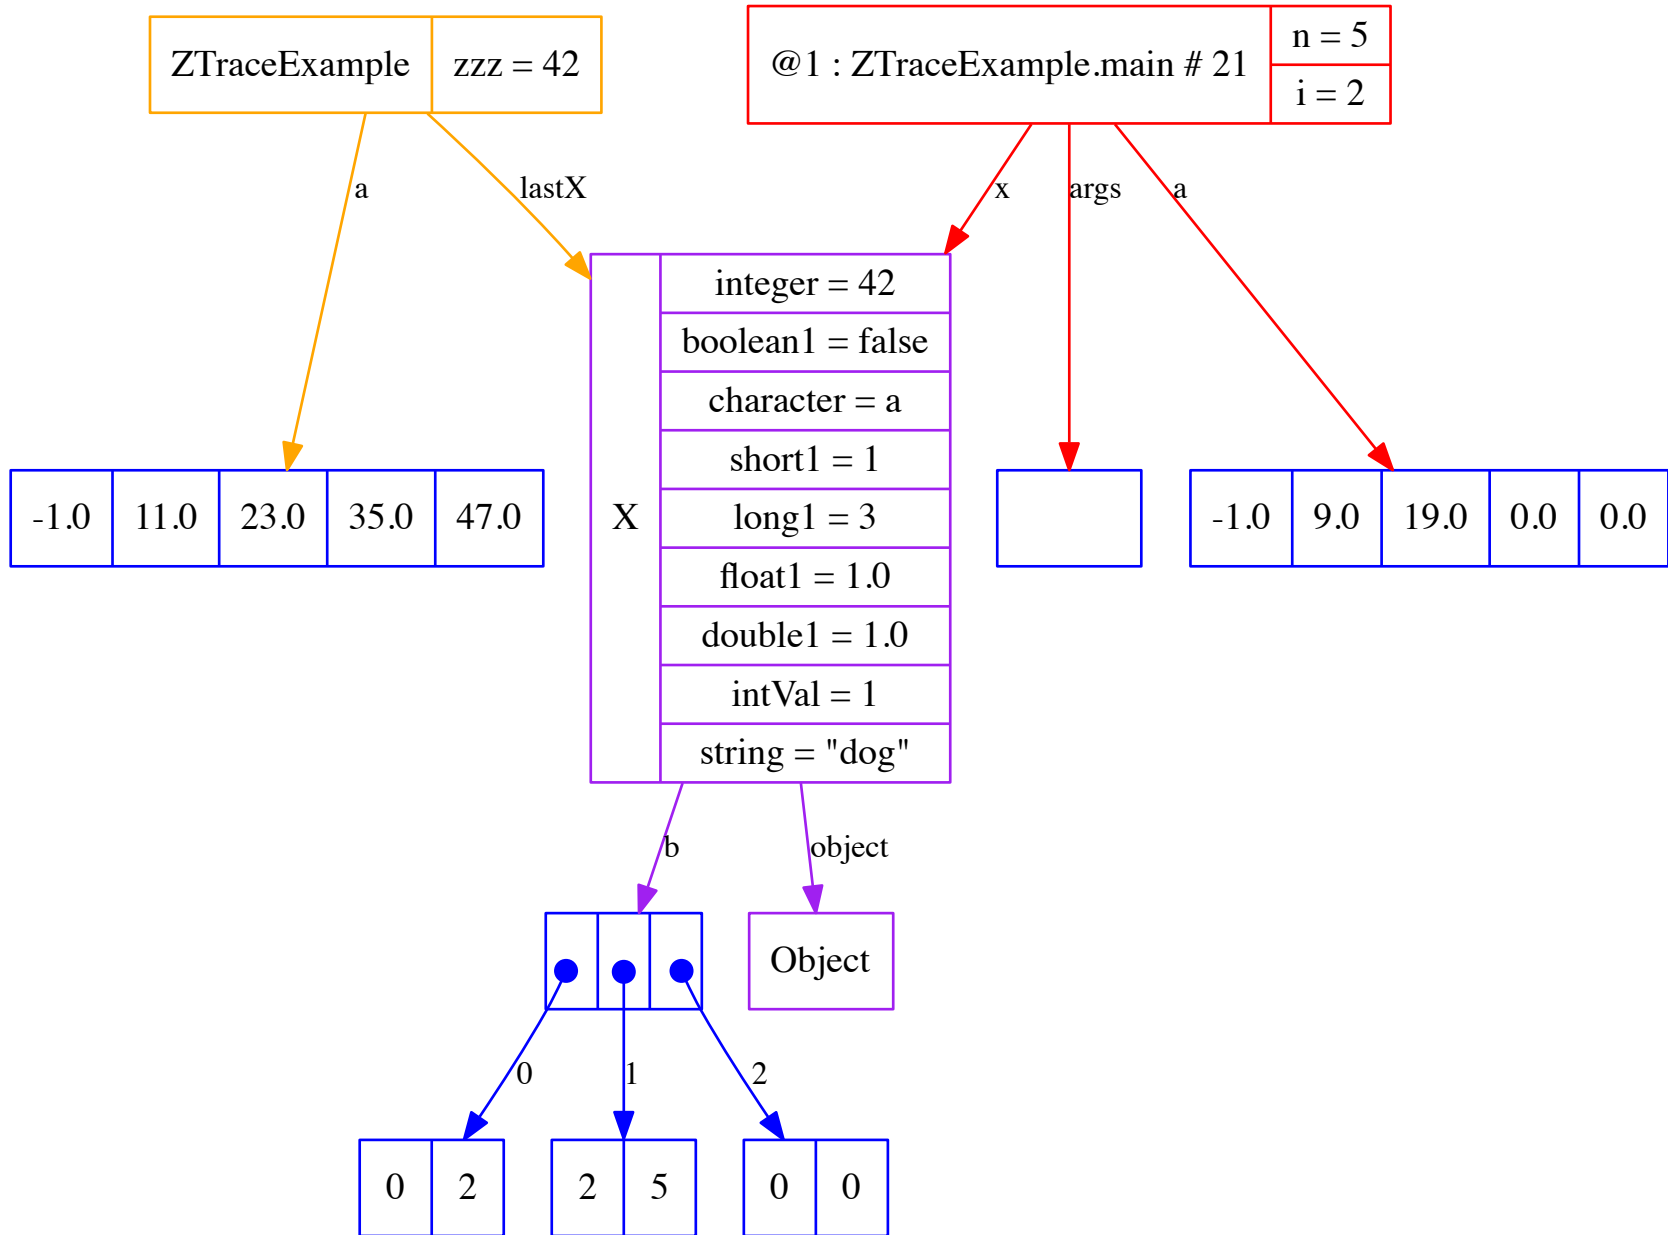 ZTraceExample
zzz = 42
@1 : ZTraceExample.main # 21
n = 5
i = 2
a
lastX
x
args
a
X
integer = 42
boolean1 = false
character = a
short1 = 1
long1 = 3
float1 = 1.0
double1 = 1.0
intVal = 1
string = "dog"
-1.0 11.0 23.0 35.0 47.0
-1.0 9.0 19.0 0.0 0.0
b
object
Object
0
1
2
0 2
2 5
0 0